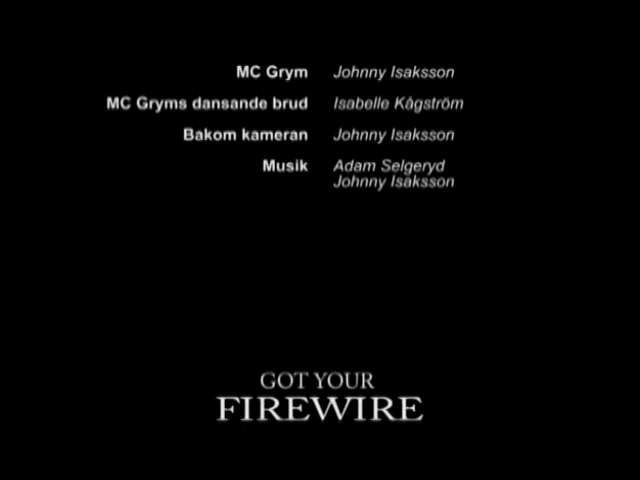 MC Grym Johnny Isaksson
MC Gryms dansande brud Isabelle Kågström
Bakom kameran Johnny Isaksson
Musik Adam Selgeryd
Johnny Isaksson
GOT YOUR
FIREWIRE